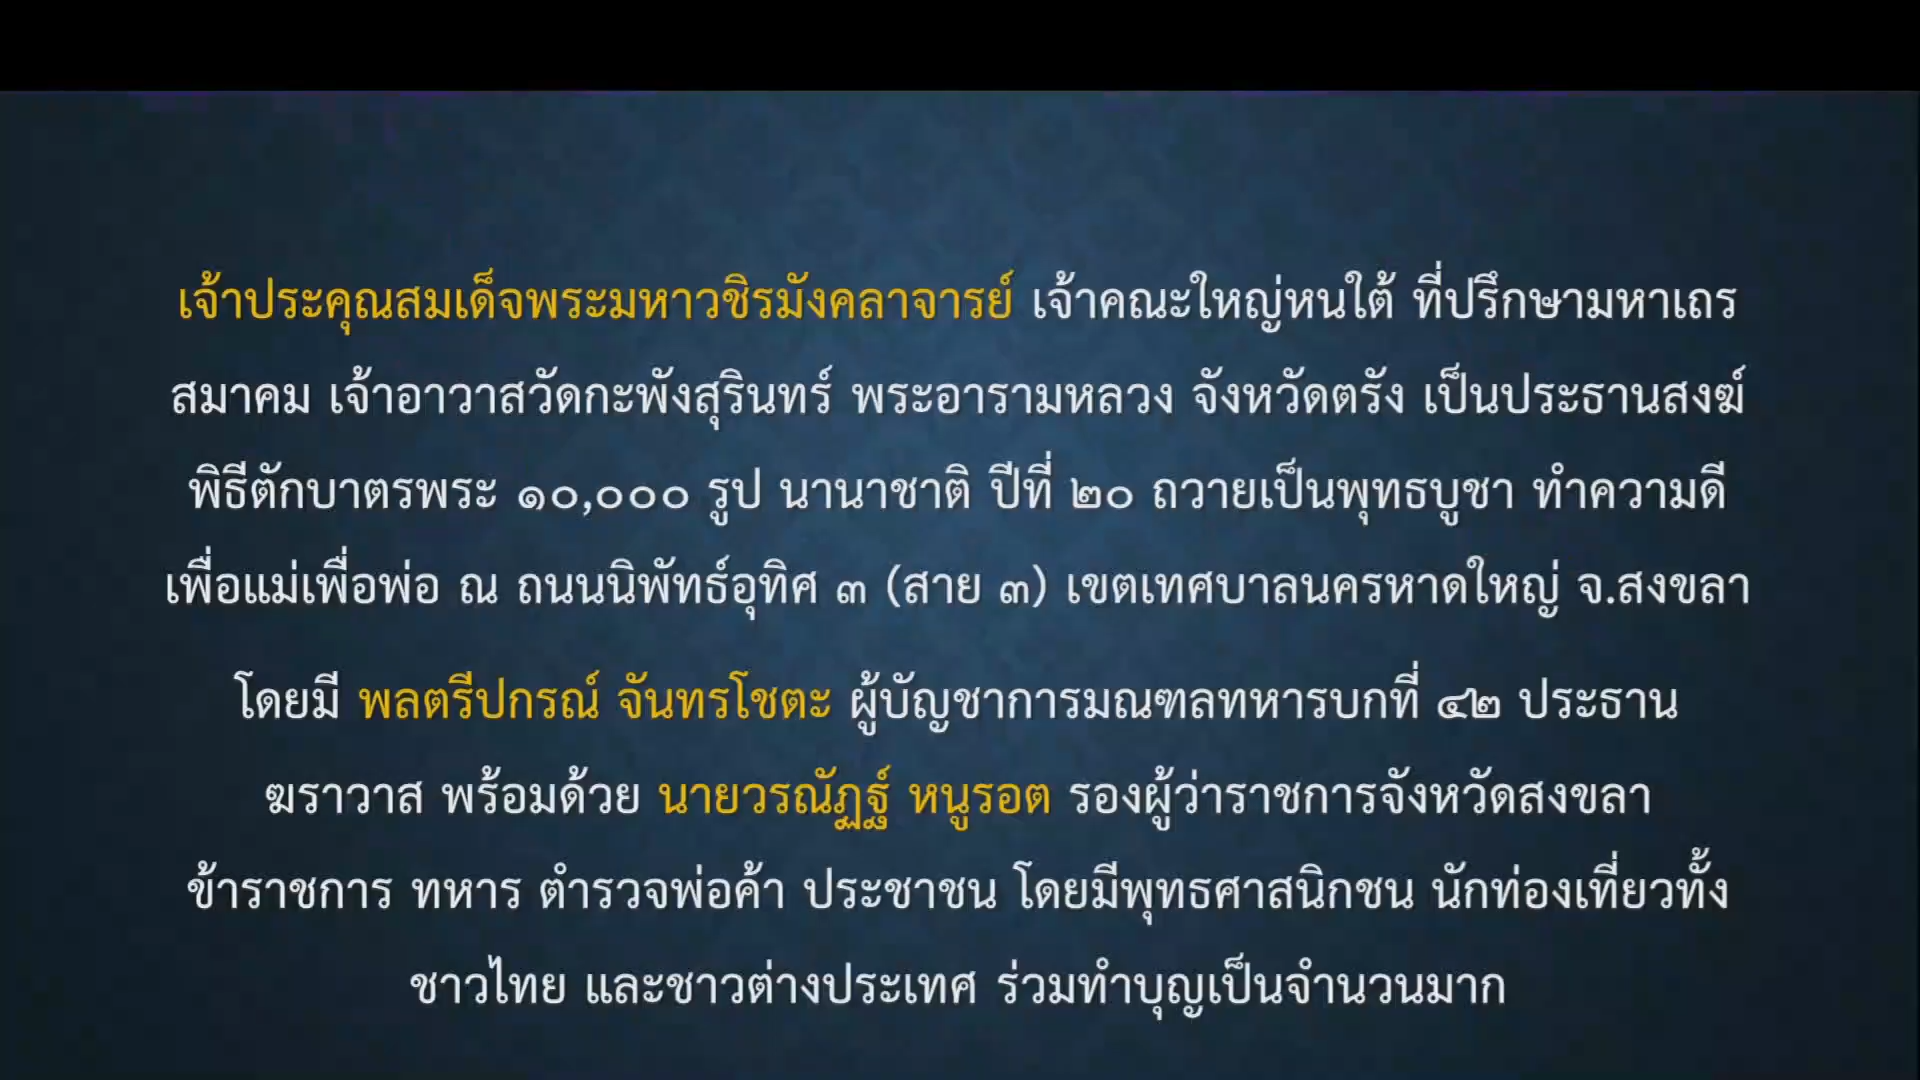 เจ้าประคุณสมเด็จพระมหาวชิรมังคลาจารย์ เจ้าคณะใหญ่หนใต้ ที่ปรึกษามหาเถร
สมาคม เจ้าอาวาสวัดกะพังสุรินทร์ พระอารามหลวง จังหวัดตรัง เป็นประธานสงฆ์
พิธีตักบาตรพระ ๑๐,๐๐๐ รูป นานาชาติ ปีที่ ๒๐ ถวายเป็นพุทธบูชา ทำความดี
เพื่อแม่เพื่อพ่อ ณ ถนนนิพัทธ์อุทิศ ๓ (สาย ๓) เขตเทศบาลนครหาดใหญ่ จ.สงขลา
โดยมี พลตรีปกรณ์ จันทรโชตะ ผู้บัญชาการมณฑลทหารบกที่ ๔๒ ประธาน
ฆราวาส พร้อมด้วย นายวรณัฏฐ์ หนูรอต รองผู้ว่าราชการจังหวัดสงขลา
ข้าราชการ ทหาร ตำรวจพ่อค้า ประชาชน โดยมีพุทธศาสนิกชน นักท่องเที่ยวทั้ง
ชาวไทย และชาวต่างประเทศ ร่วมทำบุญเป็นจำนวนมาก